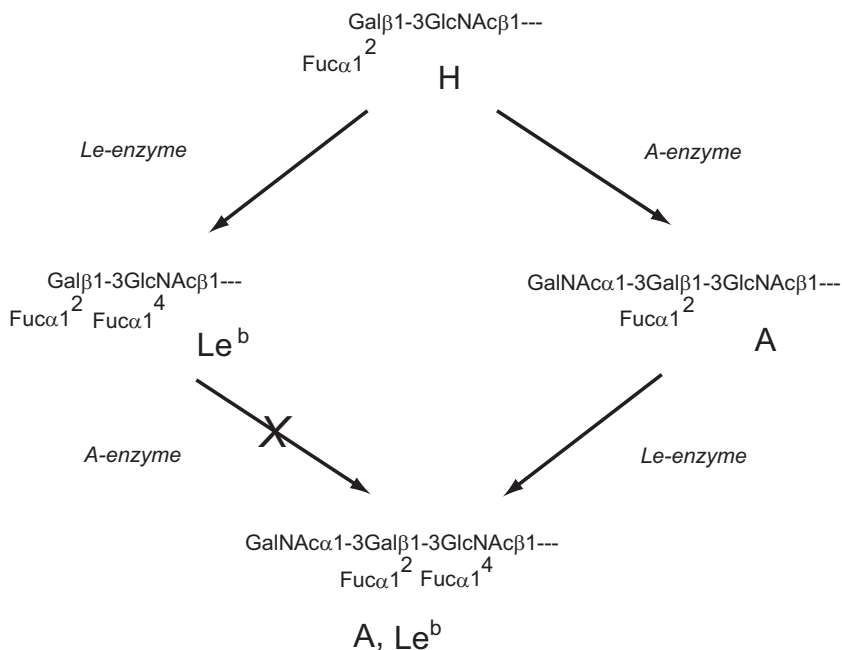 Galβ1-3GlcNAcβ1---
Fucα1 2
H
Le-enzyme
A-enzyme
Galβ1-3GlcNAcβ1---
Fucα1 2 Fucα1 4
Le b
GalNAcα1-3Galβ1-3GlcNAcβ1---
Fucα1 2
A
X
A-enzyme
Le-enzyme
GalNAcα1-3Galβ1-3GlcNAcβ1---
Fucα1 2 Fucα1 4
A, Le b